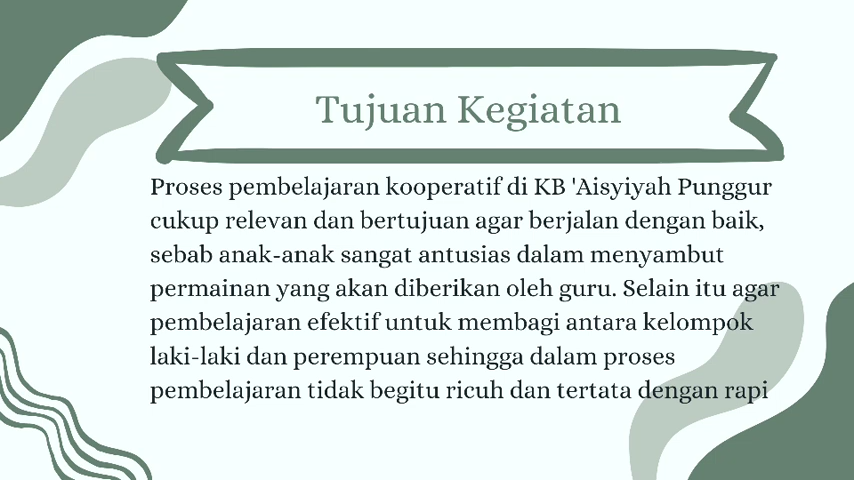 Tujuan Kegiatan
Proses pembelajaran kooperatif di KB 'Aisyiyah Punggur
cukup relevan dan bertujuan agar berjalan dengan baik,
sebab anak-anak sangat antusias dalam menyambut
permainan yang akan diberikan oleh guru. Selain itu agar
pembelajaran efektif untuk membagi antara kelompok
laki-laki dan perempuan sehingga dalam proses
pembelajaran tidak begitu ricuh dan tertata dengan rapi